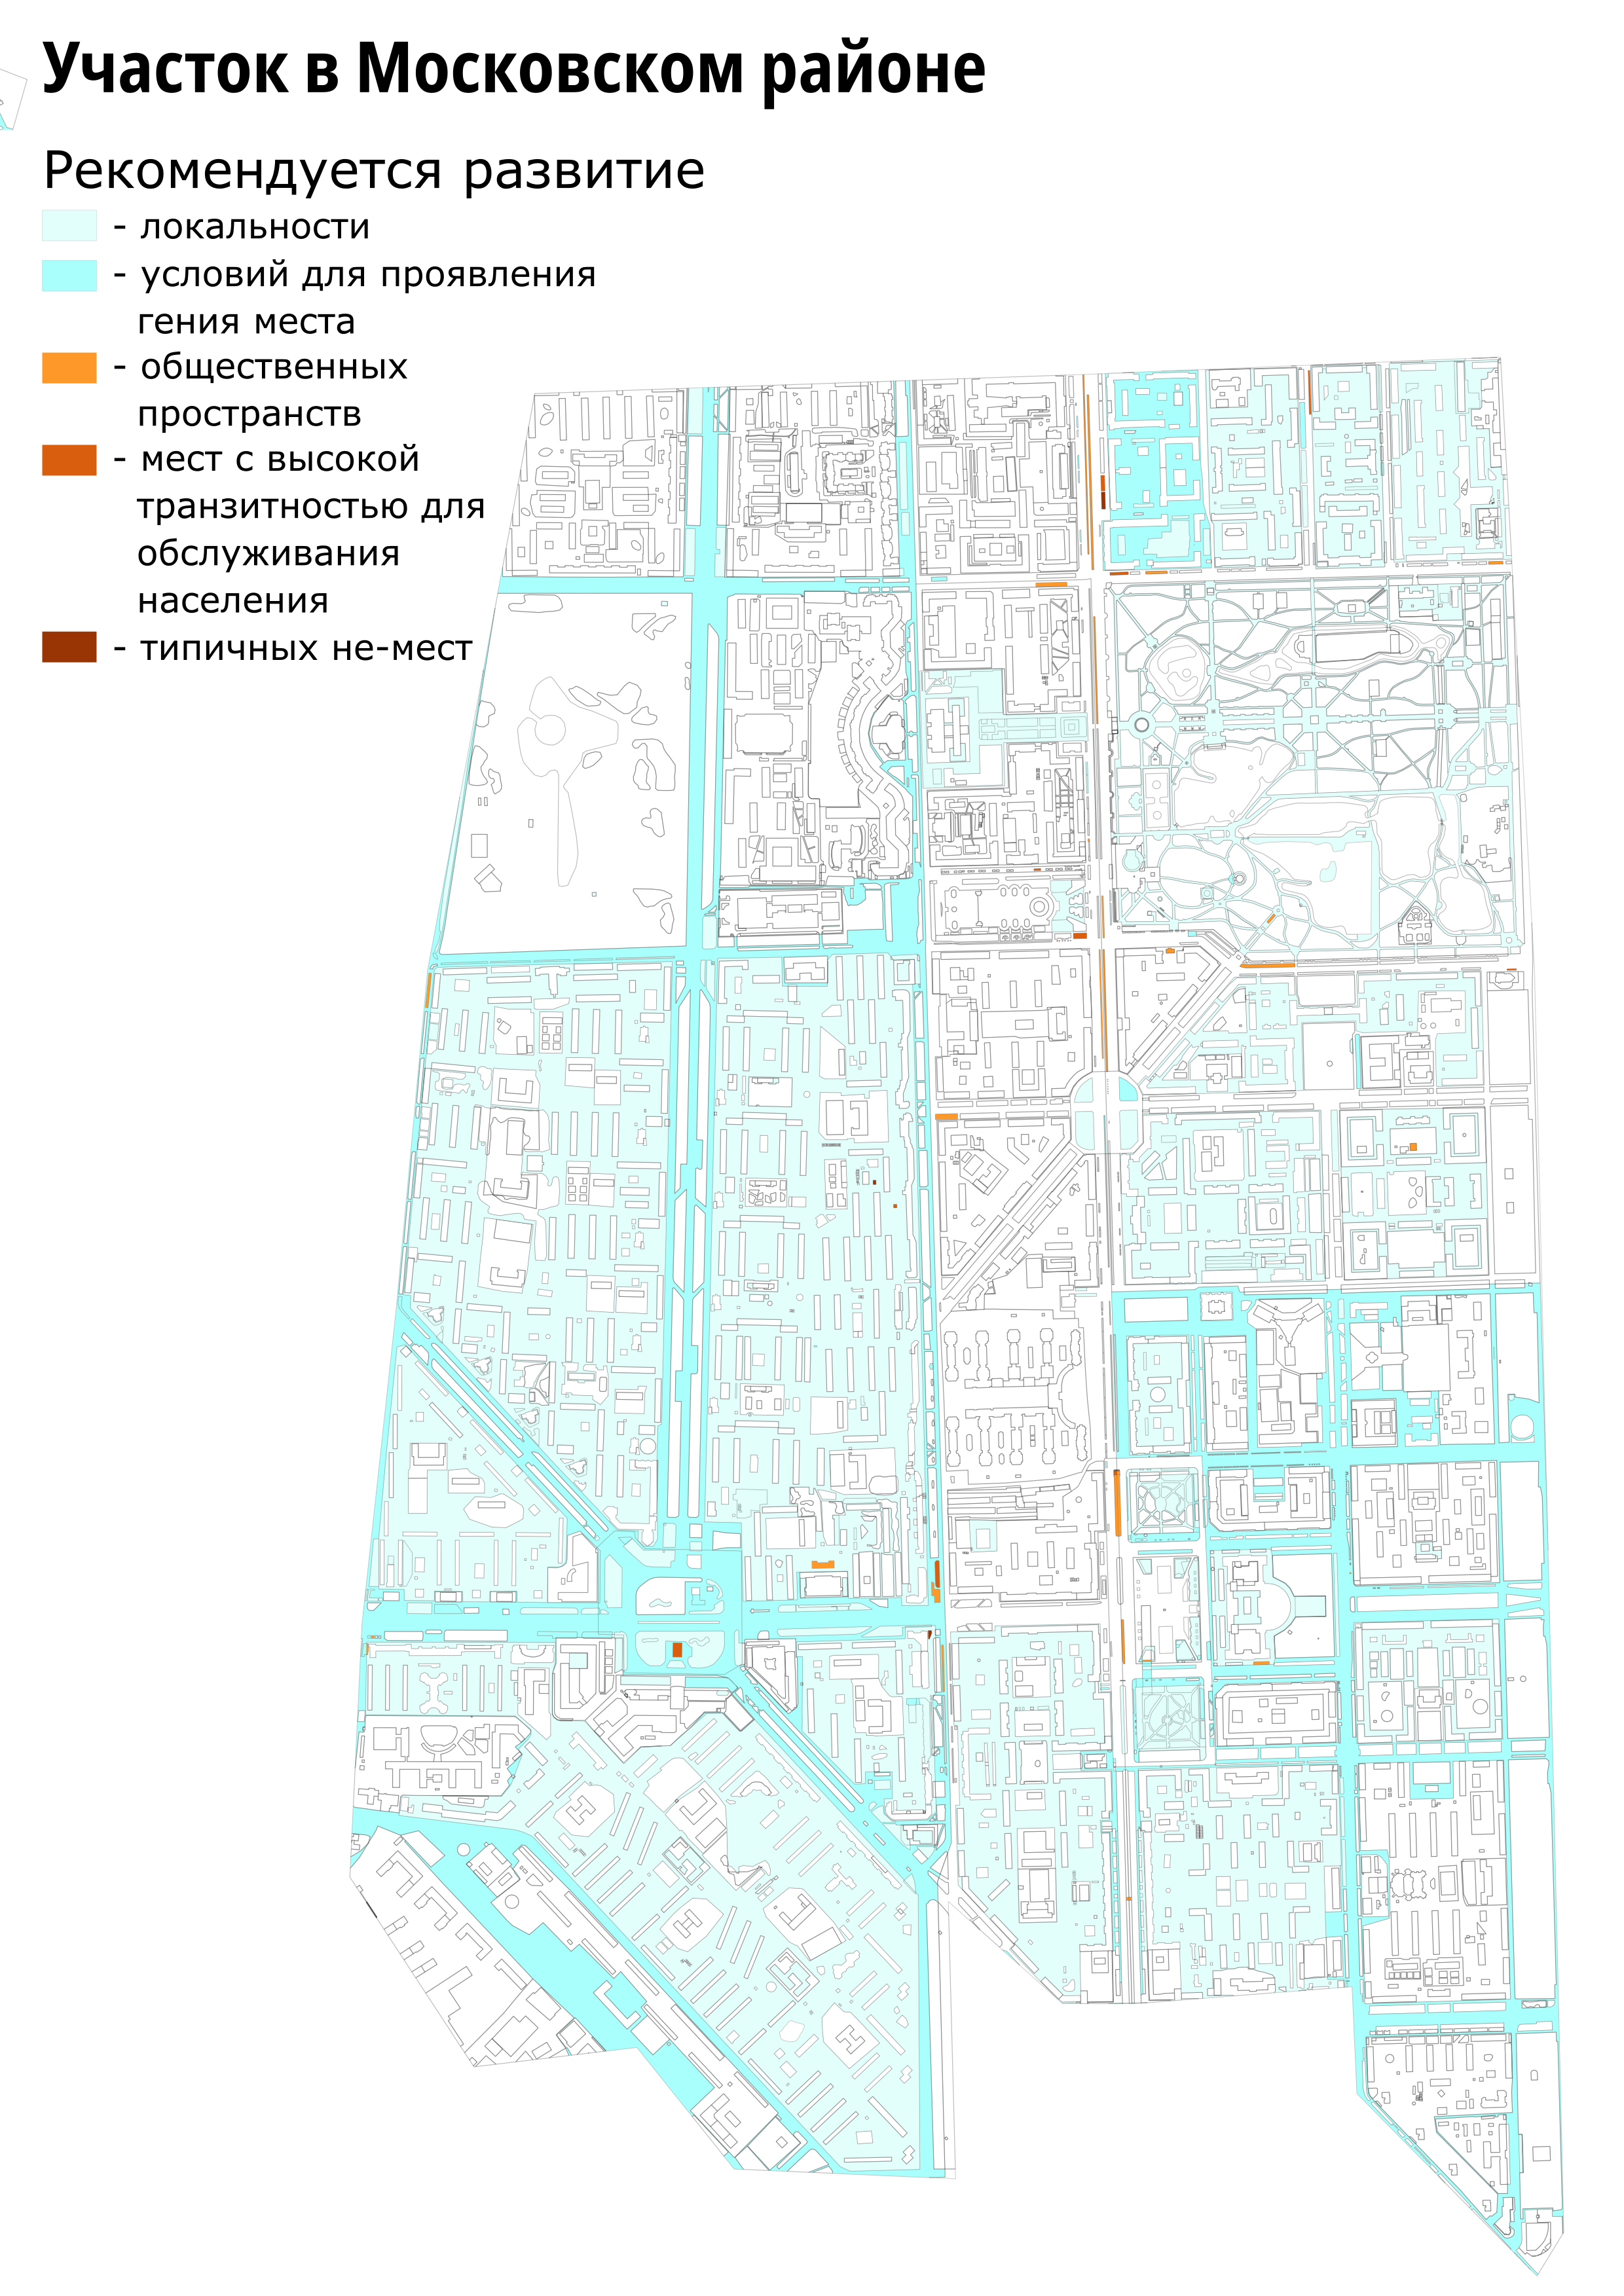 Участок в Московском районе
Рекомендуется развитие
- локальности
- условий для проявления
гения места
- общественных
пространств
- мест с высокой
транзитностью для
обслуживания
населения
- типичных не-мест